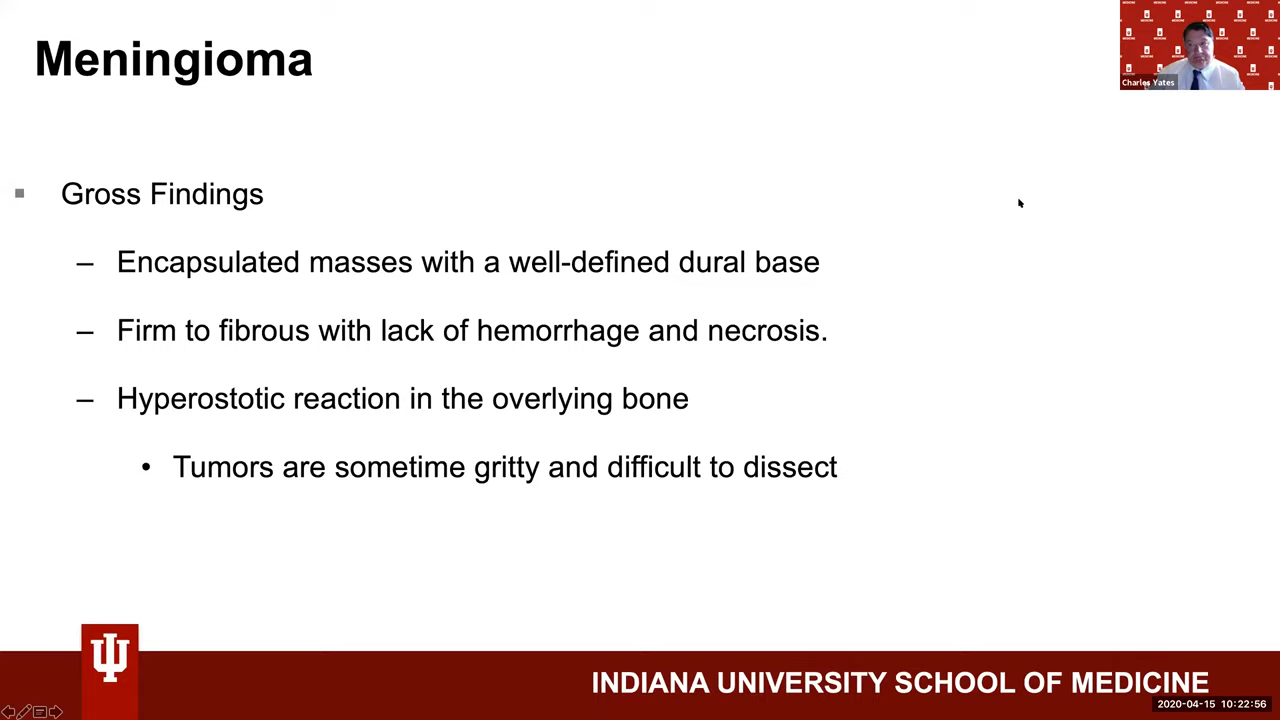 Meningioma
Charles Yates
▪ Gross Findings
– Encapsulated masses with a well-defined dural base
– Firm to fibrous with lack of hemorrhage and necrosis.
– Hyperostotic reaction in the overlying bone
• Tumors are sometime gritty and difficult to dissect
INDIANA UNIVERSITY SCHOOL OF MEDICINE
2020-04-15 10:22:56